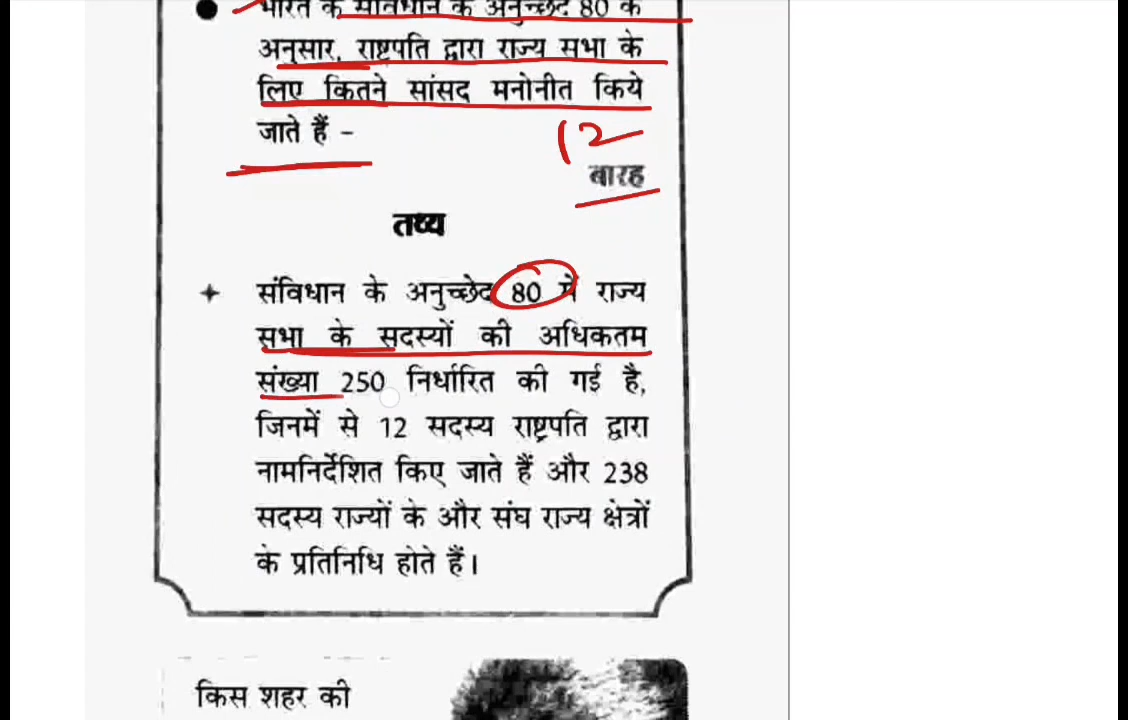 भारत के संविधान के अनुच्छेद 80 के
अनुसार, राष्ट्रपति द्वारा राज्य सभा के
लिए कितने सांसद मनोनीत किये
जाते हैं -
12
बारह
तथ्य
संविधान के अनुच्छेद 80 में राज्य
सभा के सदस्यों की अधिकतम
संख्या 250 निर्धारित की गई है,
जिनमें से 12 सदस्य राष्ट्रपति द्वारा
नामनिर्देशित किए जाते हैं और 238
सदस्य राज्यों के और संघ राज्य क्षेत्रों
के प्रतिनिधि होते हैं।
किस शहर की